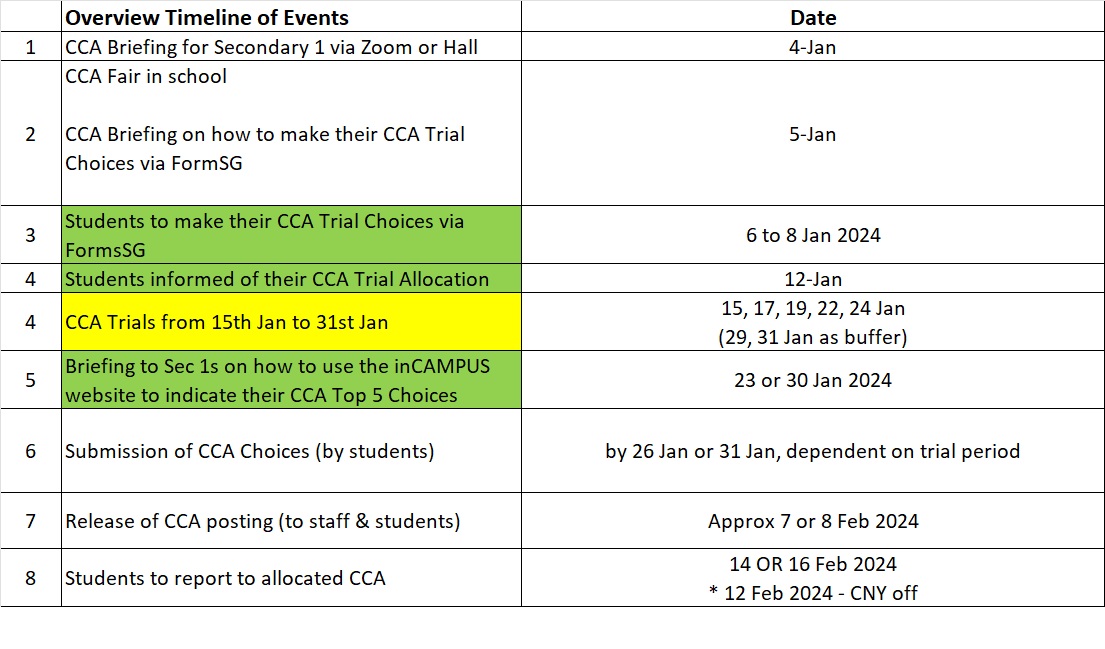 Overview Timeline of Events Date
1 CCA Briefing for Secondary 1 via Zoom or Hall 4-Jan
CCA Fair in school
2 CCA Briefing on how to make their CCA Trial 5-Jan
Choices via FormSG
Students to make their CCA Trial Choices via
3 6 to 8 Jan 2024
FormsSG
4 Students informed of their CCA Trial Allocation 12-Jan
15, 17, 19, 22, 24 Jan
4 CCA Trials from 15th Jan to 31st Jan
(29, 31 Jan as buffer)
Briefing to Sec 1s on how to use the inCAMPUS
5 23 or 30 Jan 2024
website to indicate their CCA Top 5 Choices
6 Submission of CCA Choices (by students) by 26 Jan or 31 Jan, dependent on trial period
7 Release of CCA posting (to staff & students) Approx 7 or 8 Feb 2024
14 OR 16 Feb 2024
8 Students to report to allocated CCA
* 12 Feb 2024 - CNY off